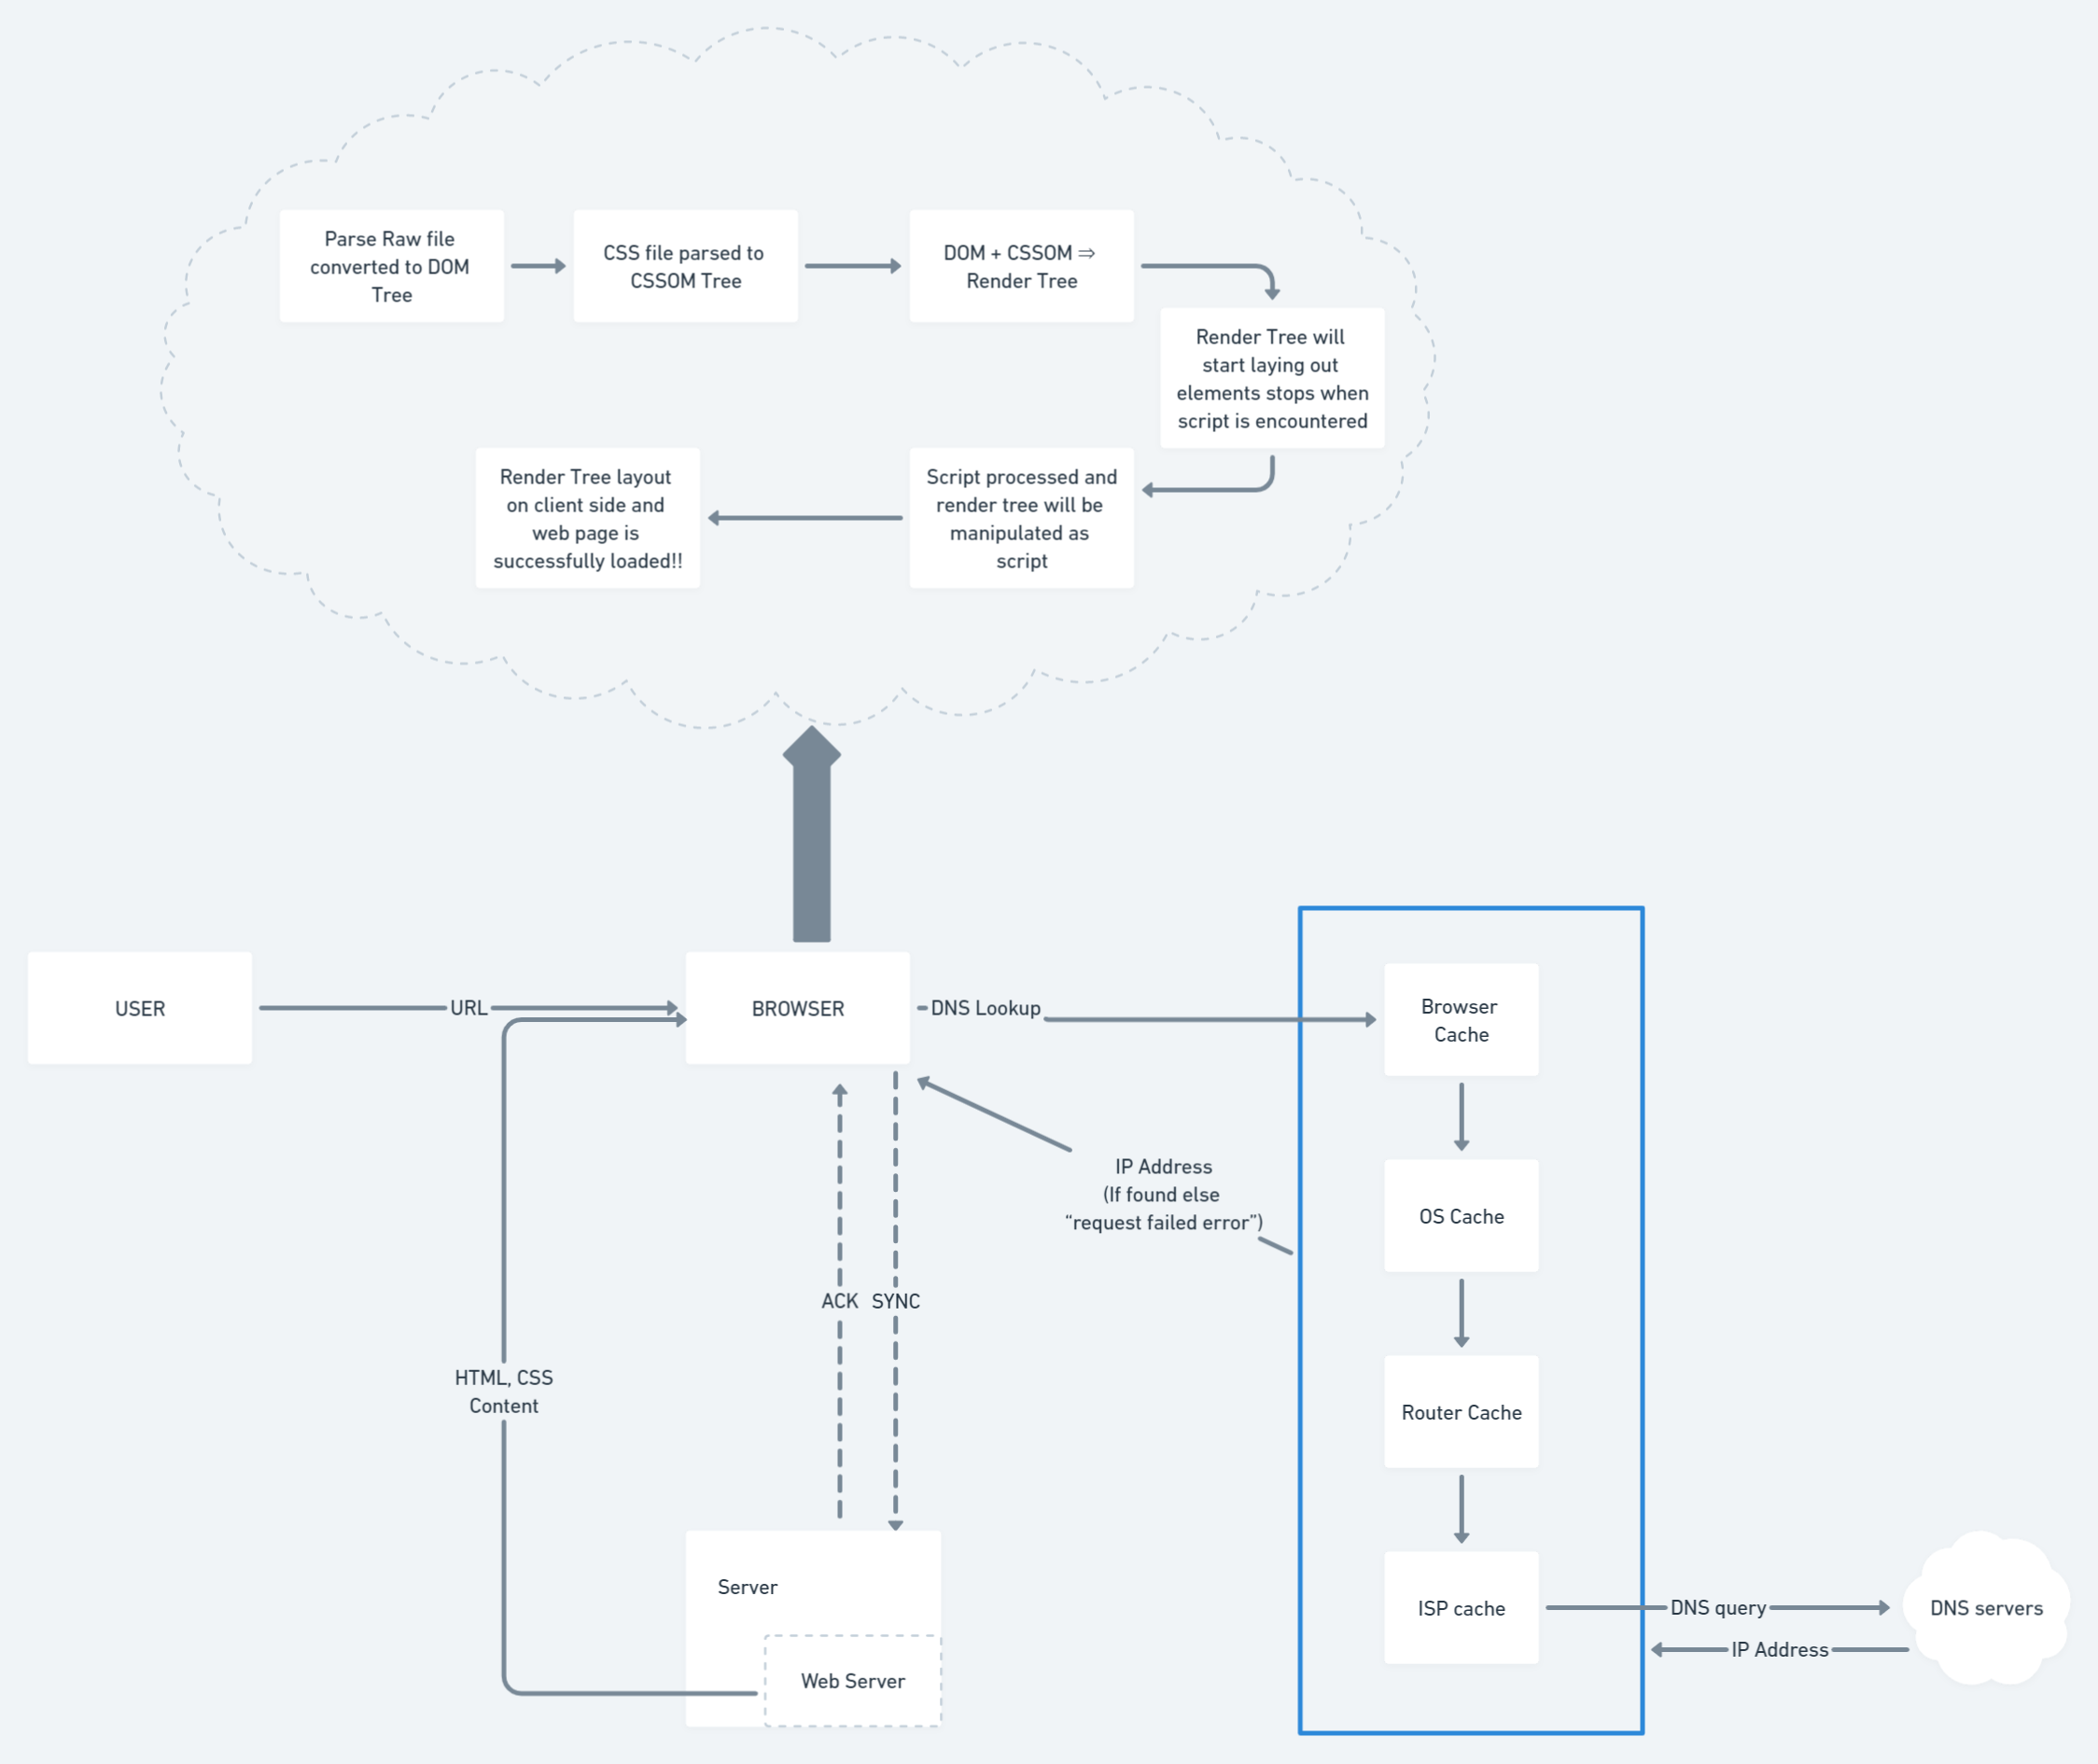 Parse Raw file
converted to DOM
Tree
CSS file parsed to
CSSOM Tree
DOM + CSSOM ⇒
Render Tree
Render Tree will
start laying out
elements stops when
script is encountered
Script processed and
render tree will be
manipulated as
script
Render Tree layout
on client side and
web page is
successfully loaded!!
USER
URL
BROWSER
DNS Lookup
Browser
Cache
IP Address
(If found else
“request failed error”)
OS Cache
ACK
SYNC
HTML, CSS
Content
Router Cache
Server
Web Server
ISP cache
DNS query
DNS servers
IP Address